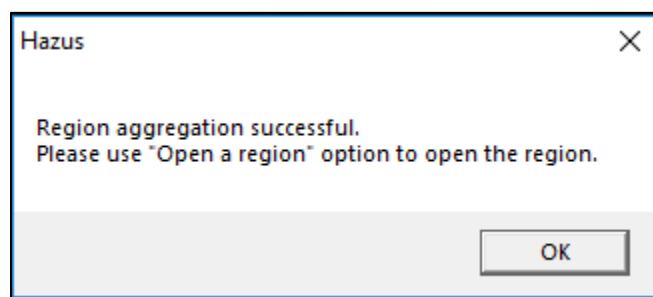 Hazus
Region aggregation successful.
Please use "Open a region" option to open the region.
OK